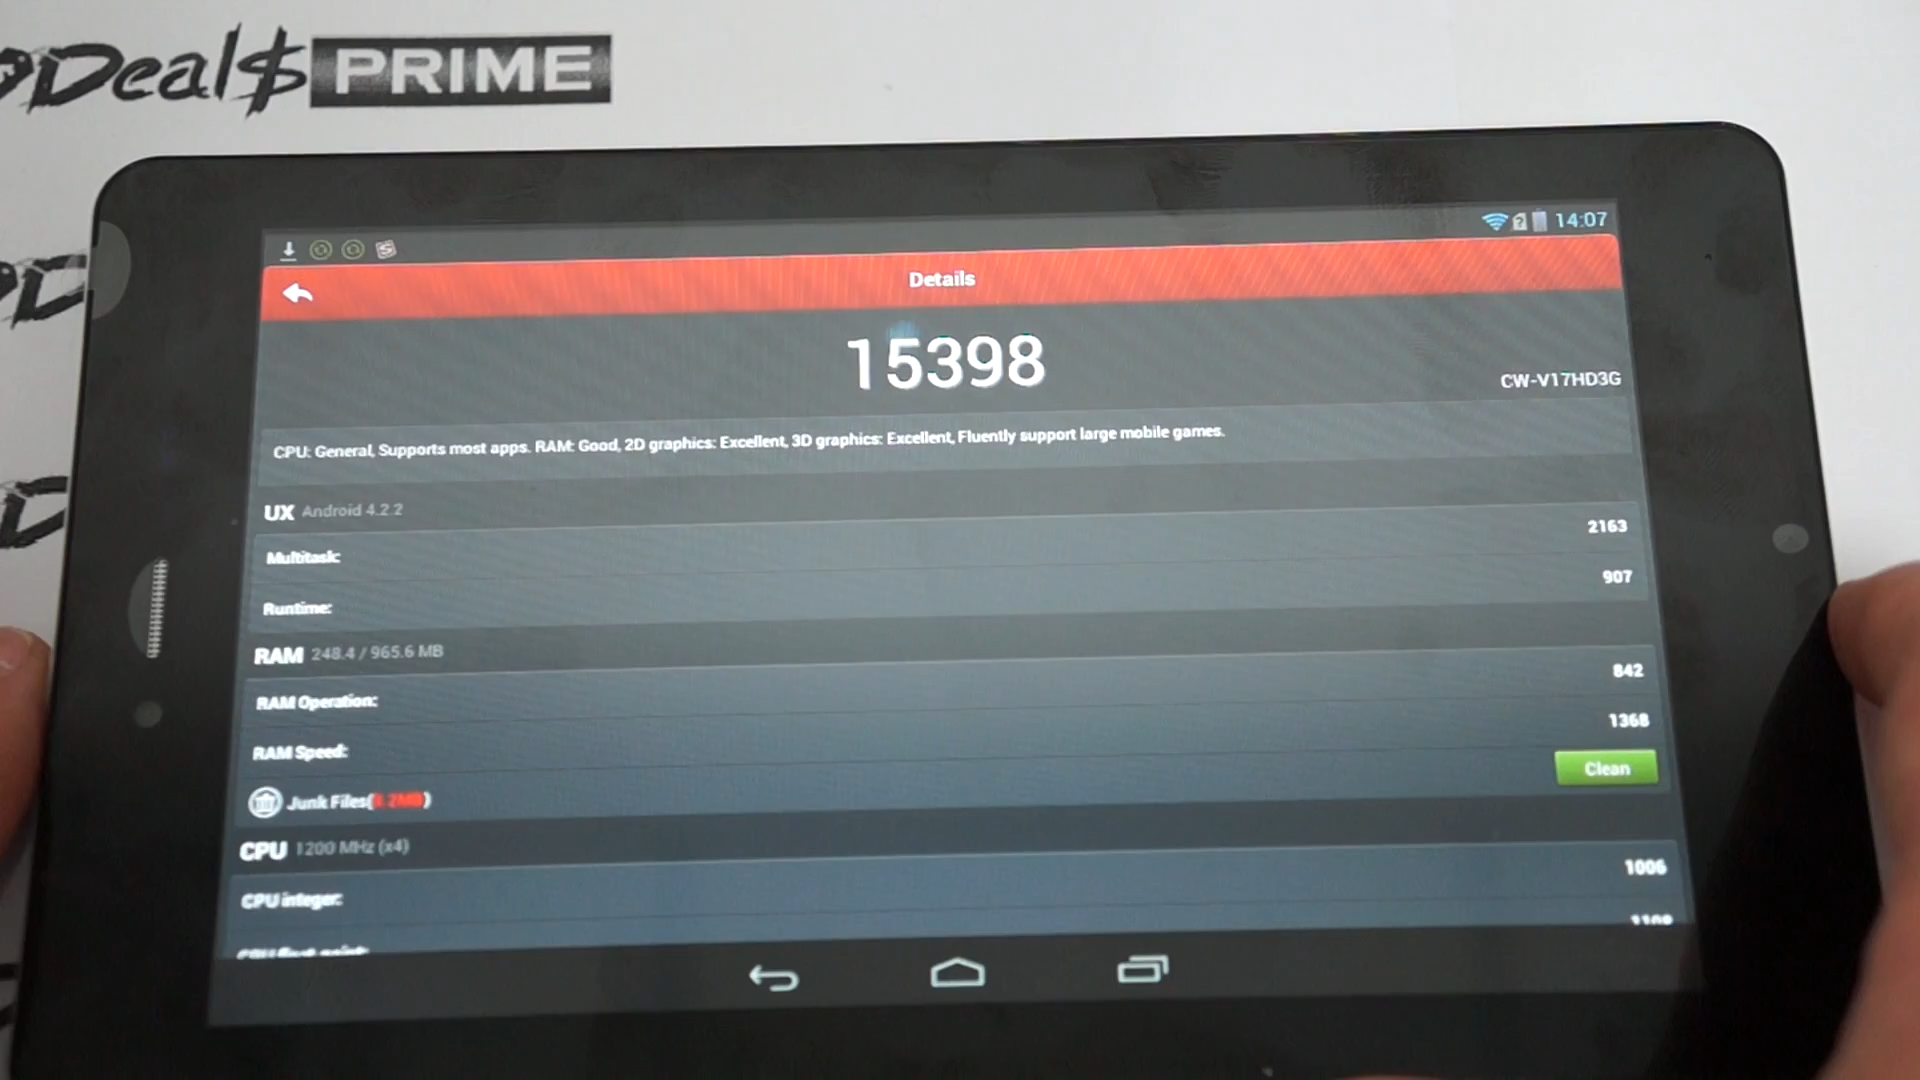 Deal$ PRIME
14:07
Details
15398
CW-V17HD3G
CPU: General, Supports most apps. RAM: Good, 2D graphics: Excellent, 3D graphics: Excellent, Fluently support large mobile games.
UX Android 4.2.2
Multitask: 2163
Runtime: 907
RAM 248.4 / 965.6 MB
RAM Operation: 842
RAM Speed: 1368
Junk Files( Clean
CPU 1200 MHz (x4)
CPU integer: 1006